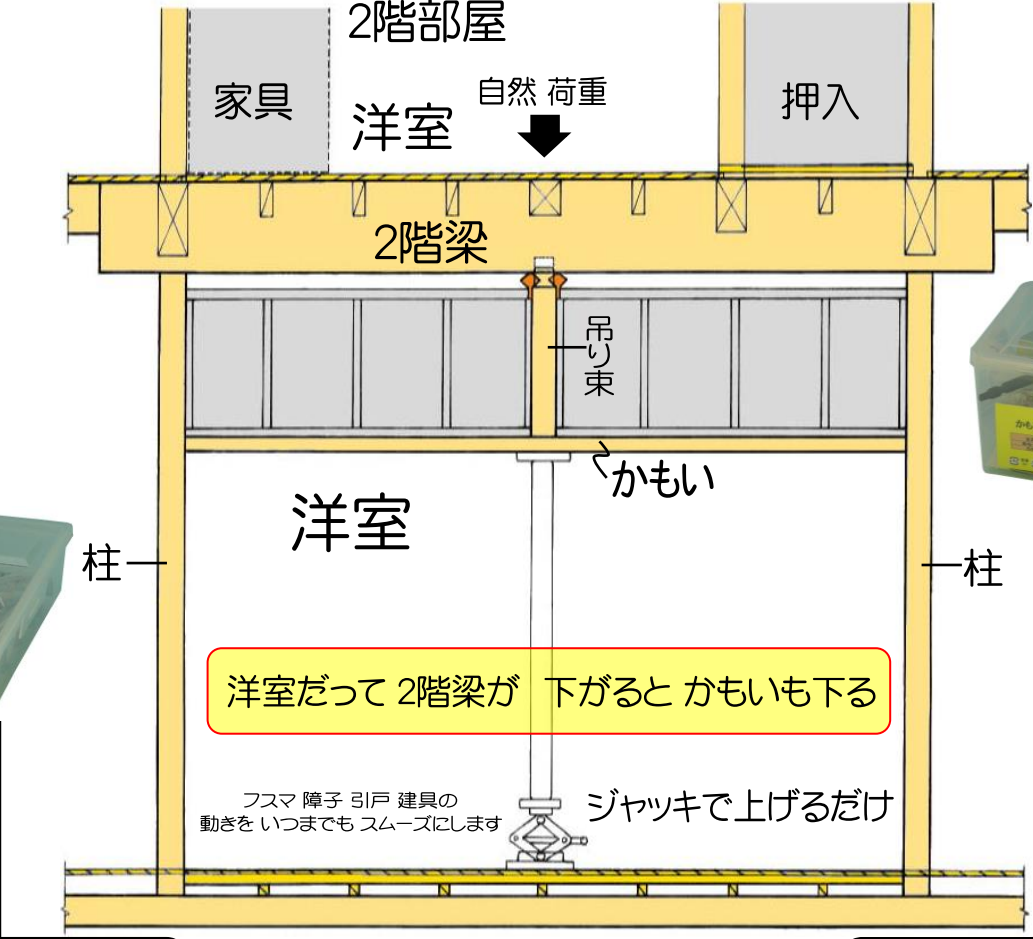 2階部屋
家具
洋室
自然 荷重
押入
2階梁
吊り束
かもい
洋室
柱
柱
洋室だって 2階梁が 下がると かもいも下る
フスマ 障子 引戸 建具の
動きを いつまでも スムーズにします
ジャッキで上げるだけ